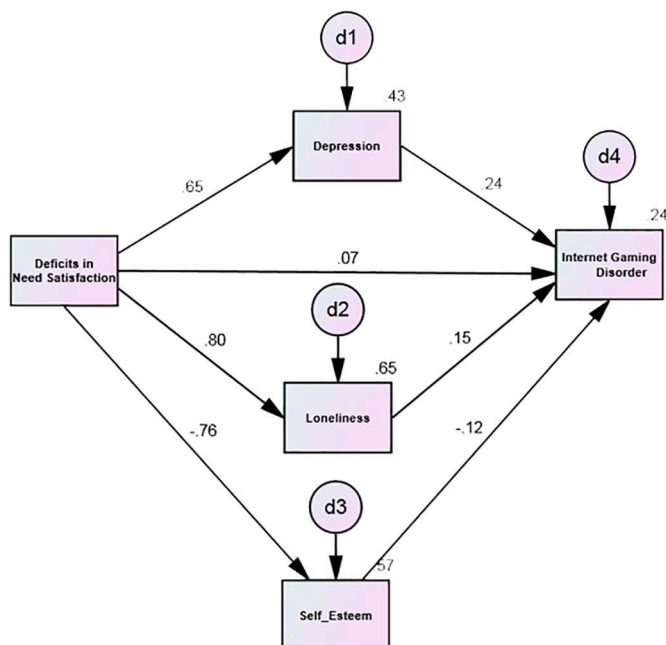 d1
.43
Depression
d4
.65
.24
.24
Deficits in
Need Satisfaction
Internet Gaming
Disorder
.07
d2
.80
.15
.65
Loneliness
-.76
-.12
d3
.57
Self_Esteem